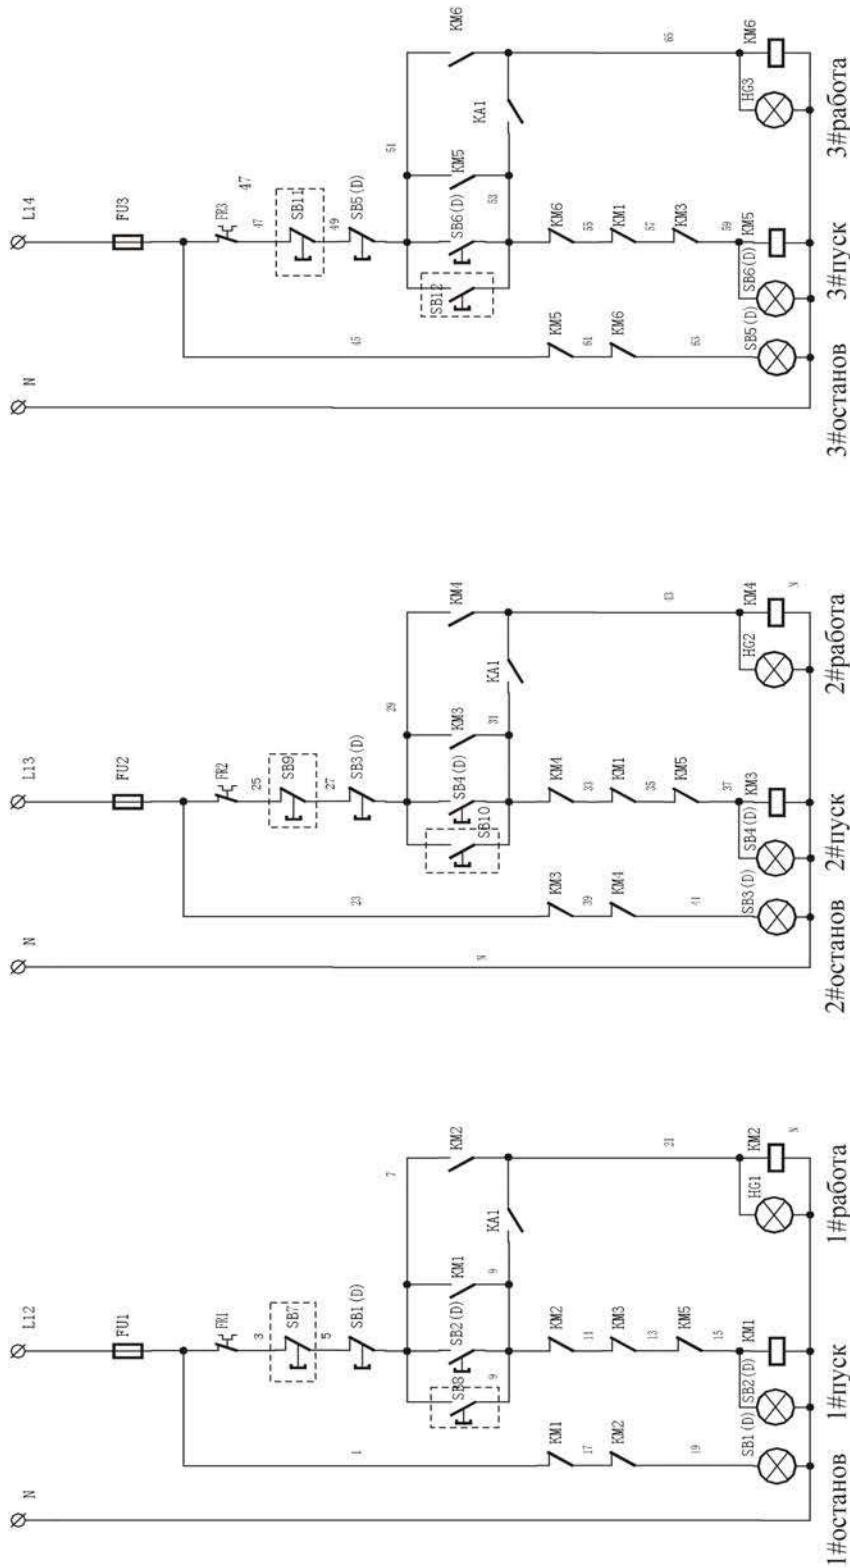 L14
N
FU3
FR3
47
47
SB11
49
SB5(D)
51
KM6
KM5
KA1
SB6(D)
53
SB12
45
KM6
55
KM1
57
KM3
59
KM5
61
KM6
63
65
KM6
HG3
KM5
SB6(D)
SB5(D)
3#останов
3#пуск
3#работа
L13
N
FU2
FR2
25
SB9
27
SB3(D)
29
KM4
KM3
KA1
SB4(D)
31
SB10
23
KM4
33
KM1
35
KM5
37
KM3
39
KM4
41
43
KM4
HG2
KM3
SB4(D)
SB3(D)
N
N
2#останов
2#пуск
2#работа
L12
N
FU1
FR1
3
SB7
5
SB1(D)
7
KM2
KM1
KA1
SB2(D)
9
SB8
9
1
KM2
11
KM3
13
KM5
15
KM1
17
KM2
19
21
KM2
HG1
KM1
SB2(D)
SB1(D)
N
1#останов
1#пуск
1#работа